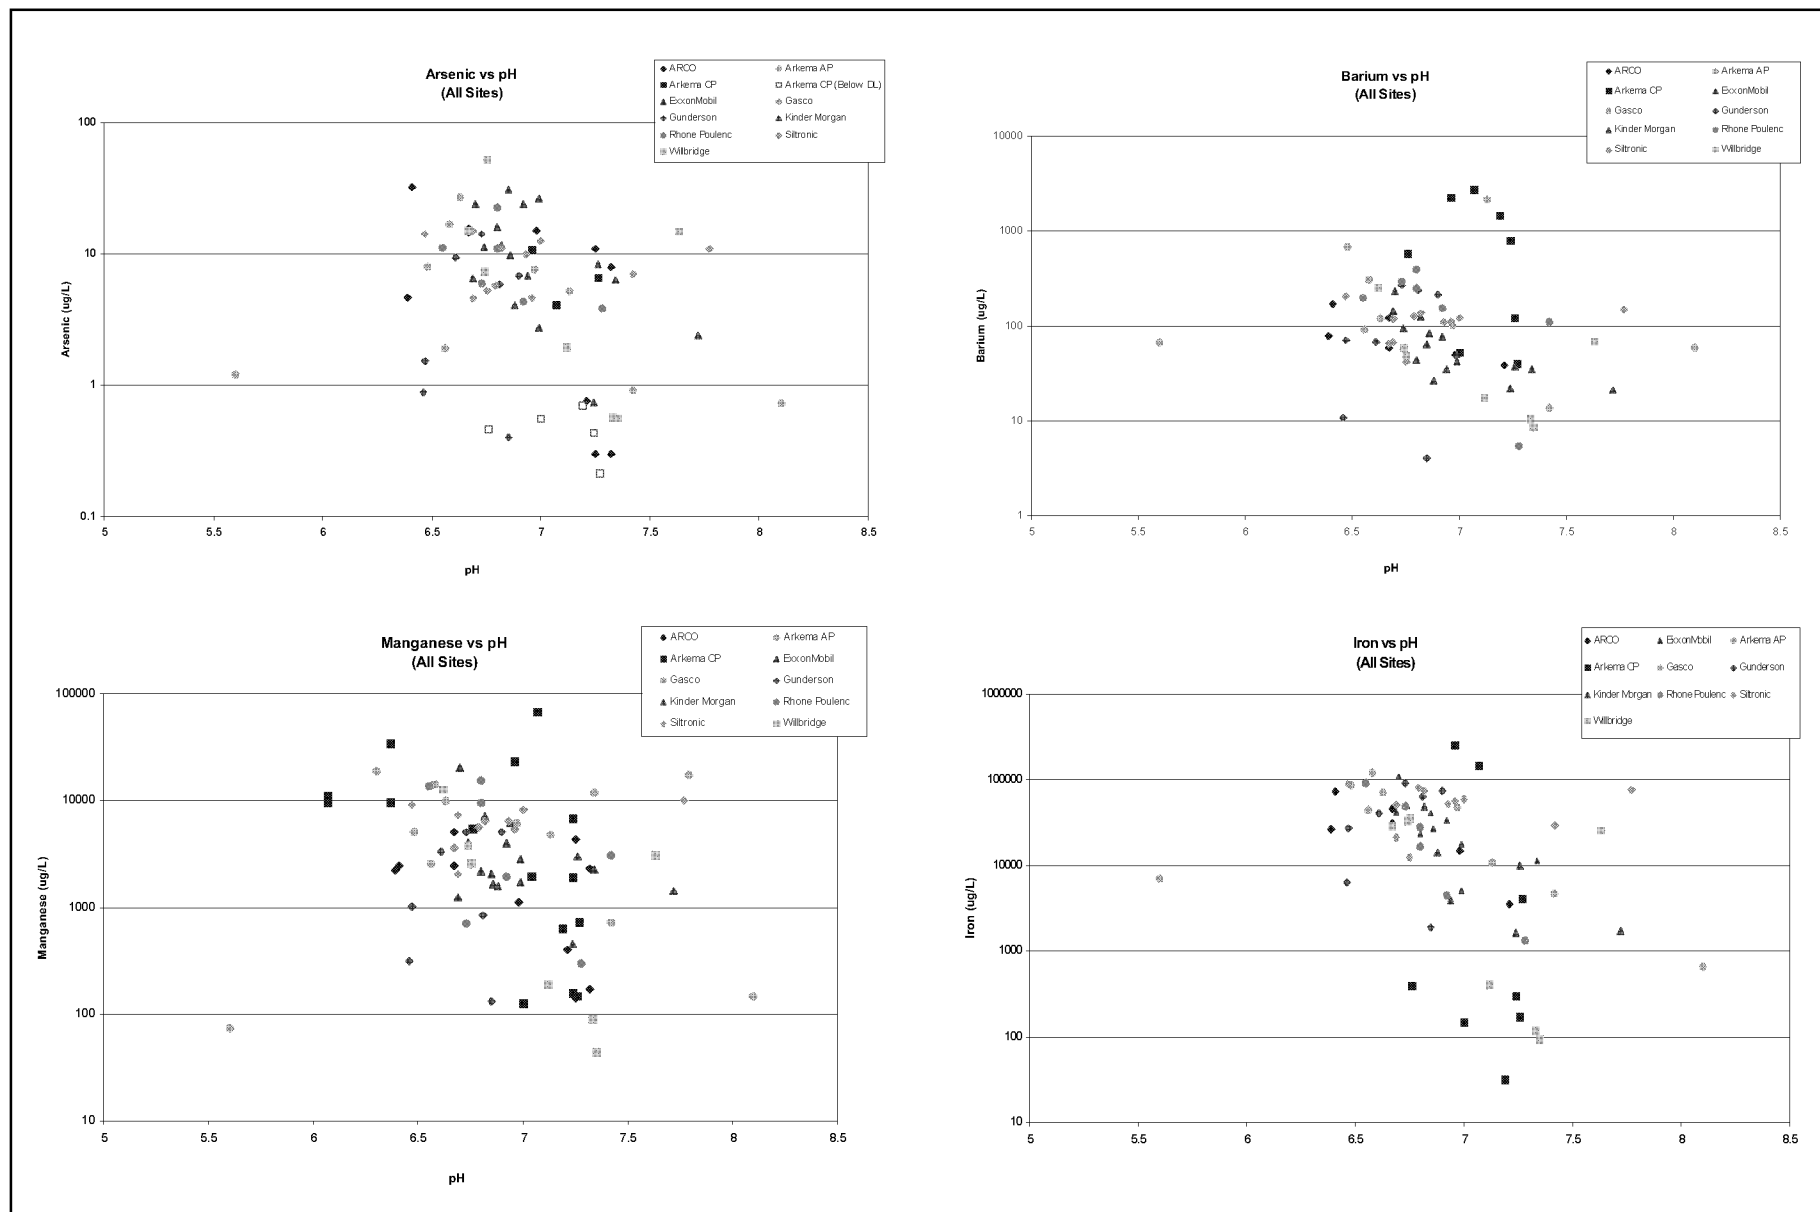 Arsenic vs pH
(All Sites)
ARCO
Arkema AP
Arkema CP
Arkema CP (Below DL)
ExxonMobil
Gasco
Gunderson
Kinder Morgan
Rhone Poulenc
Siltronic
Willbridge
100
10
1
0.1
Arsenic (ug/L)
5 5.5 6 6.5 7 7.5 8 8.5
pH
Barium vs pH
(All Sites)
ARCO
Arkema AP
Arkema CP
ExxonMobil
Gasco
Gunderson
Kinder Morgan
Rhone Poulenc
Siltronic
Willbridge
10000
1000
100
10
1
Barium (ug/L)
5 5.5 6 6.5 7 7.5 8 8.5
pH
Manganese vs pH
(All Sites)
ARCO
Arkema AP
Arkema CP
ExxonMobil
Gasco
Gunderson
Kinder Morgan
Rhone Poulenc
Siltronic
Willbridge
100000
10000
1000
100
10
Manganese (ug/L)
5 5.5 6 6.5 7 7.5 8 8.5
pH
Iron vs pH
(All Sites)
ARCO
ExxonMobil
Arkema AP
Arkema CP
Gasco
Gunderson
Kinder Morgan
Rhone Poulenc
Siltronic
Willbridge
1000000
100000
10000
1000
100
10
Iron (ug/L)
5 5.5 6 6.5 7 7.5 8 8.5